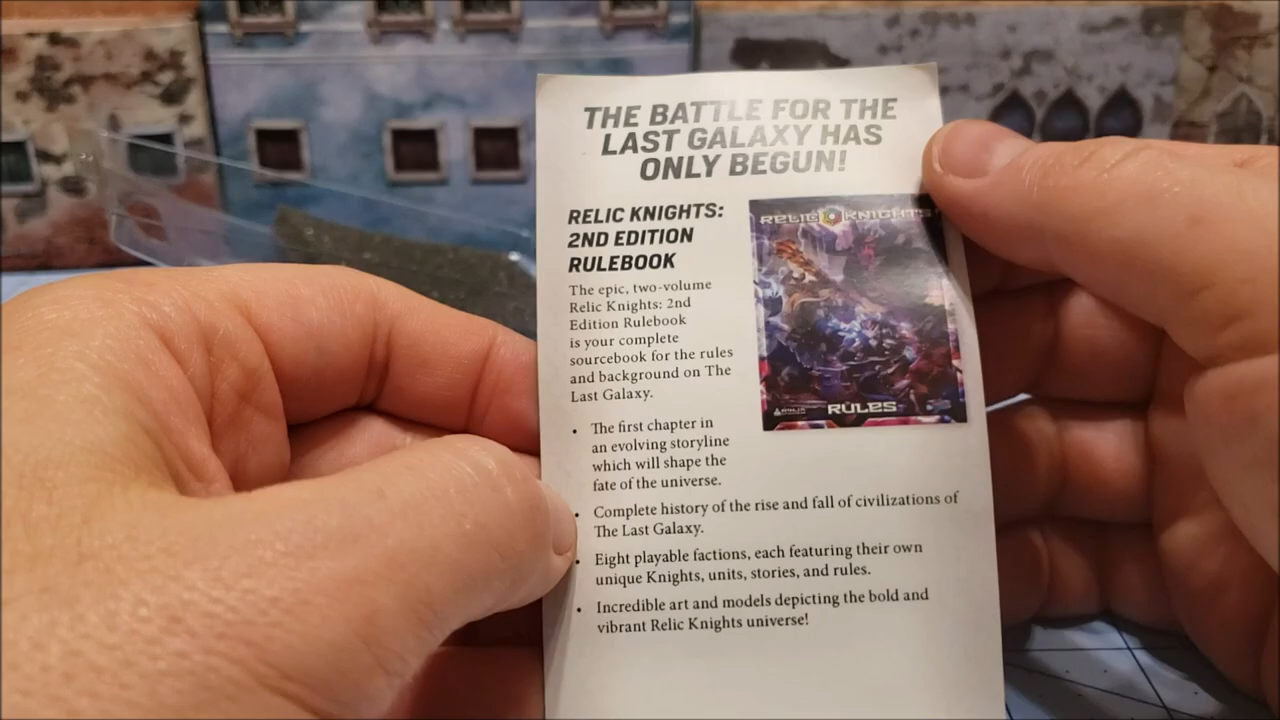 THE BATTLE FOR THE
LAST GALAXY HAS
ONLY BEGUN!
RELIC KNIGHTS:
2ND EDITION
RULEBOOK
The epic, two-volume
Relic Knights: 2nd
Edition Rulebook
is your complete
sourcebook for the rules
and background on The
Last Galaxy.
• The first chapter in
an evolving storyline
which will shape the
fate of the universe.
• Complete history of the rise and fall of civilizations of
The Last Galaxy.
• Eight playable factions, each featuring their own
unique Knights, units, stories, and rules.
• Incredible art and models depicting the bold and
vibrant Relic Knights universe!
RELIC KNIGHTS
RULES